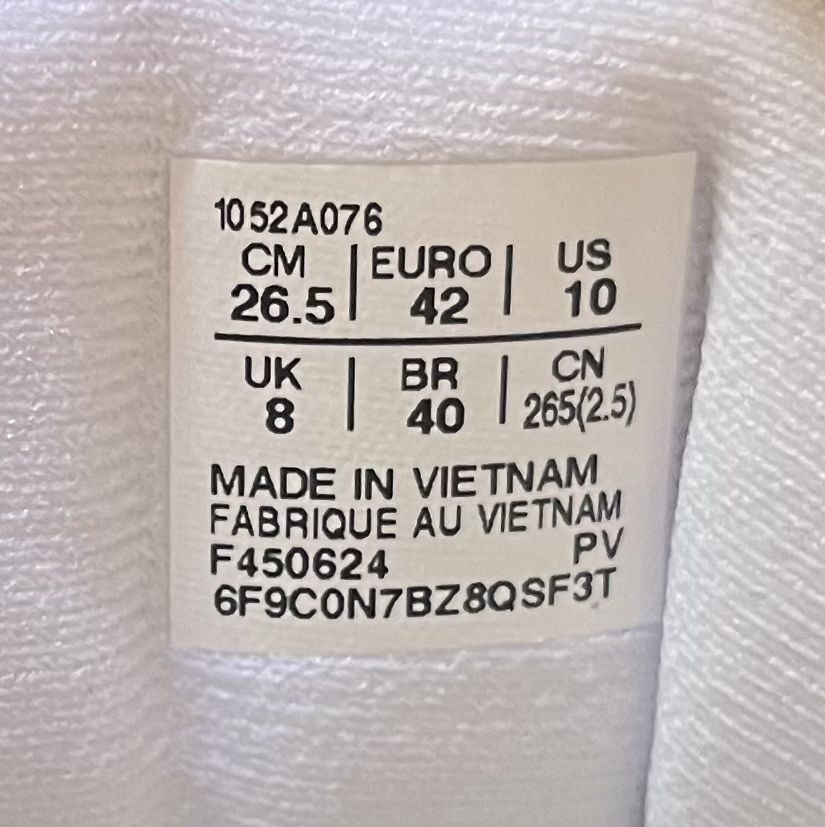 1052A076
CM | EURO | US
26.5 | 42 | 10
UK | BR | CN
8 | 40 | 265(2.5)
MADE IN VIETNAM
FABRIQUE AU VIETNAM
F450624 PV
6F9C0N7BZ8QSF3T